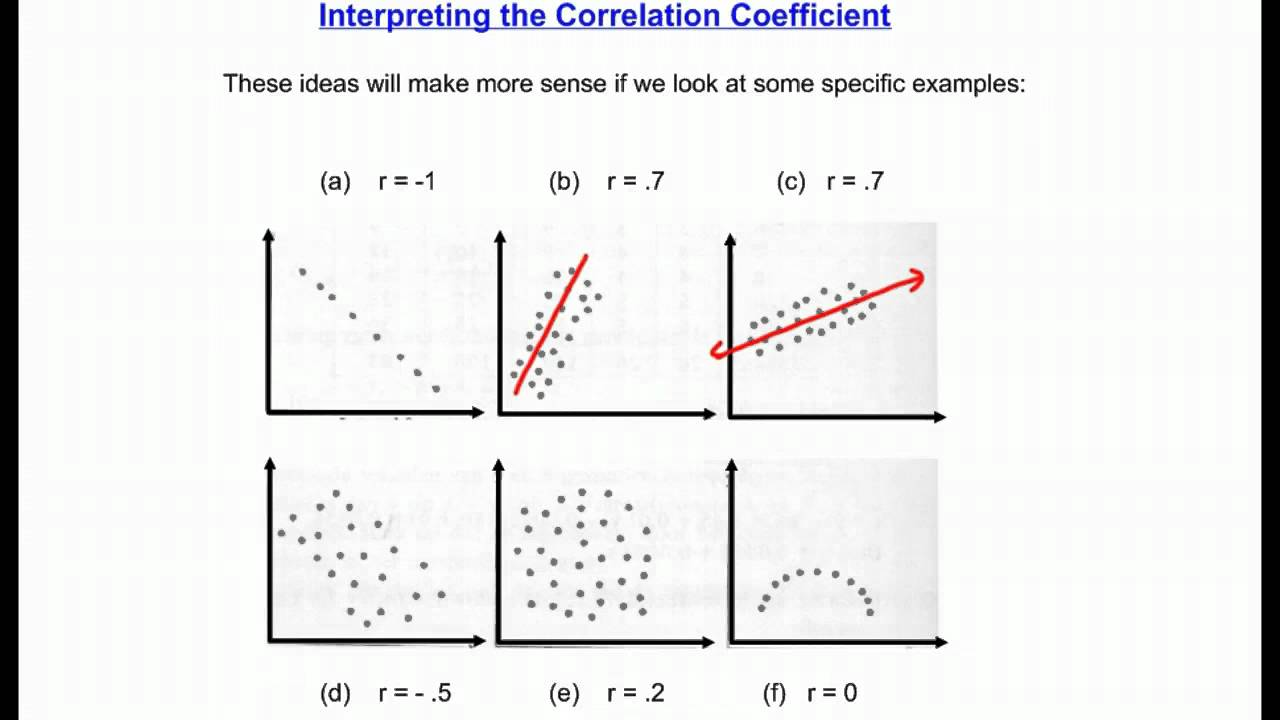 Interpreting the Correlation Coefficient
These ideas will make more sense if we look at some specific examples:
(a) r = -1 (b) r = .7 (c) r = .7
(d) r = - .5 (e) r = .2 (f) r = 0